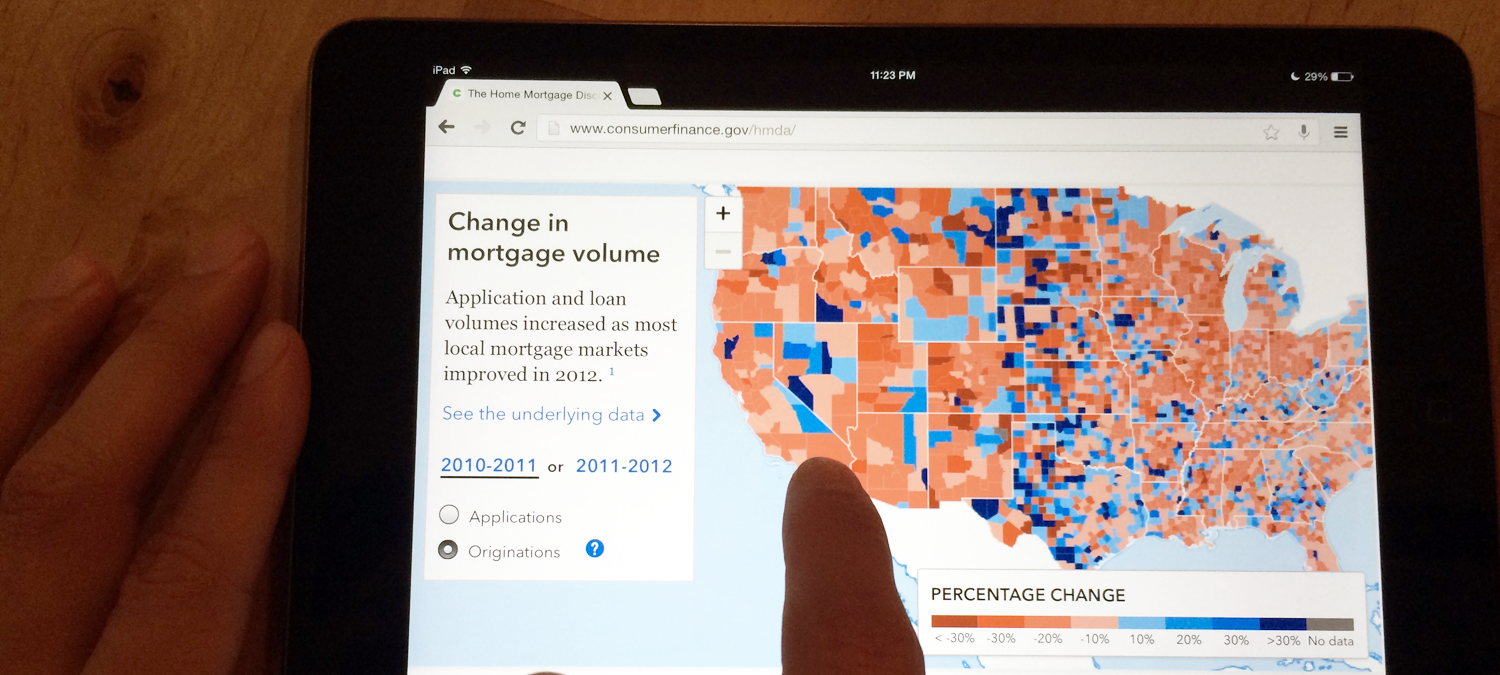 iPad
11:23 PM
29%
The Home Mortgage Disc
www.consumerfinance.gov/hmda/
Change in
mortgage volume
Application and loan
volumes increased as most
local mortgage markets
improved in 2012. 1
See the underlying data
2010-2011 or 2011-2012
Applications
Originations ?
+
−
PERCENTAGE CHANGE
< -30% -30% -20% -10% 10% 20% 30% >30% No data